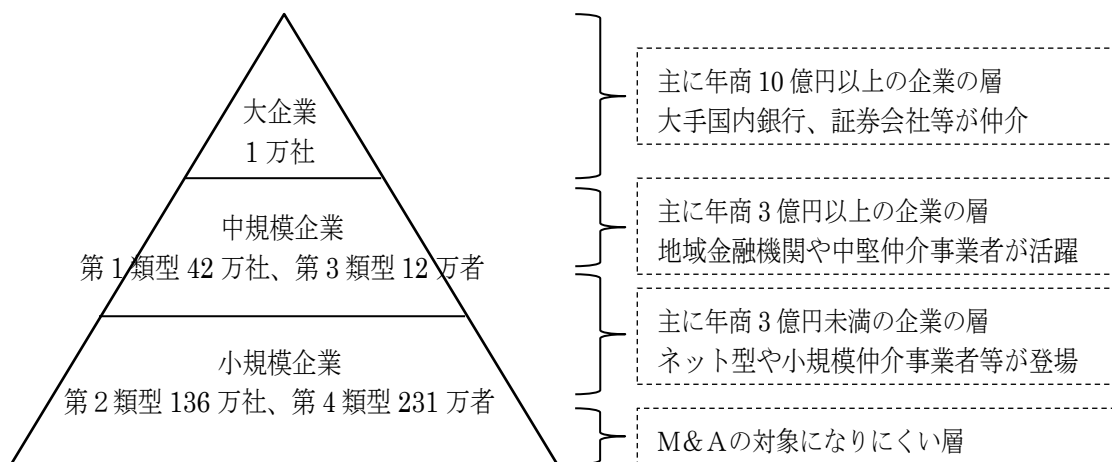 大企業
1万社
中規模企業
第1類型 42万社、第3類型 12万者
小規模企業
第2類型 136万社、第4類型 231万者
主に年商10億円以上の企業の層
大手国内銀行、証券会社等が仲介
主に年商3億円以上の企業の層
地域金融機関や中堅仲介事業者が活躍
主に年商3億円未満の企業の層
ネット型や小規模仲介事業者等が登場
M&Aの対象になりにくい層